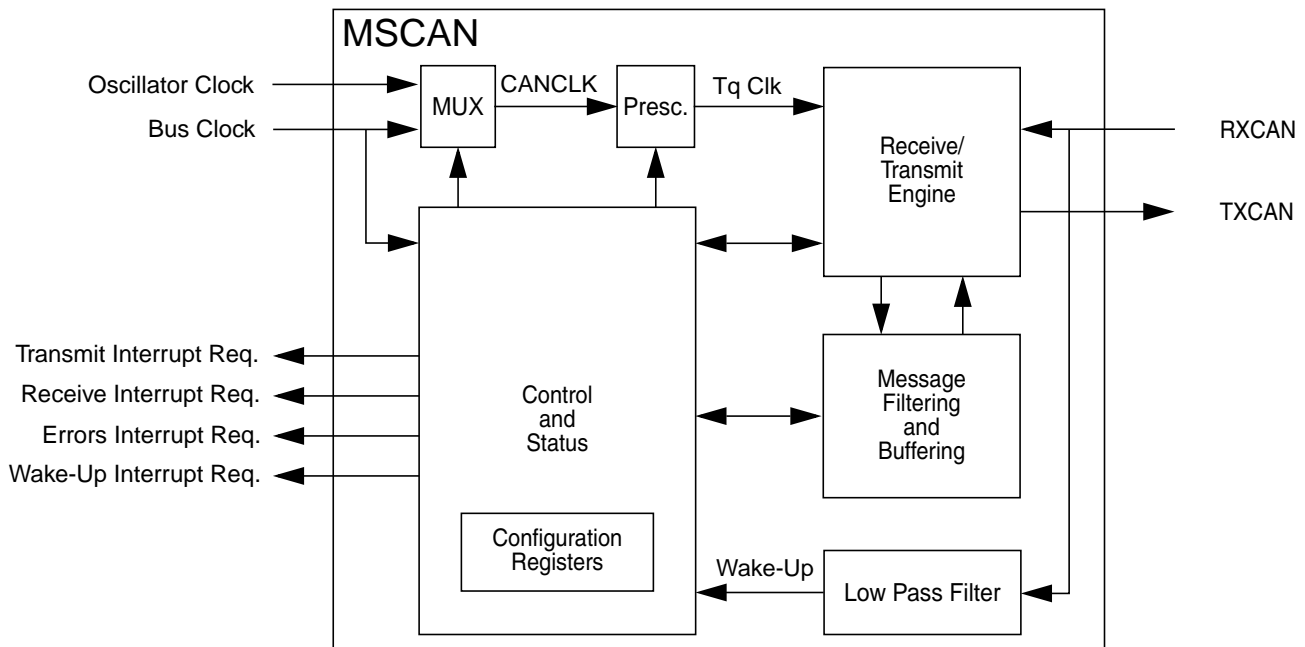 MSCAN
Oscillator Clock
Bus Clock
MUX
CANCLK
Presc.
Tq Clk
Receive/
Transmit
Engine
RXCAN
TXCAN
Transmit Interrupt Req.
Receive Interrupt Req.
Errors Interrupt Req.
Wake-Up Interrupt Req.
Control
and
Status
Message
Filtering
and
Buffering
Configuration
Registers
Wake-Up
Low Pass Filter